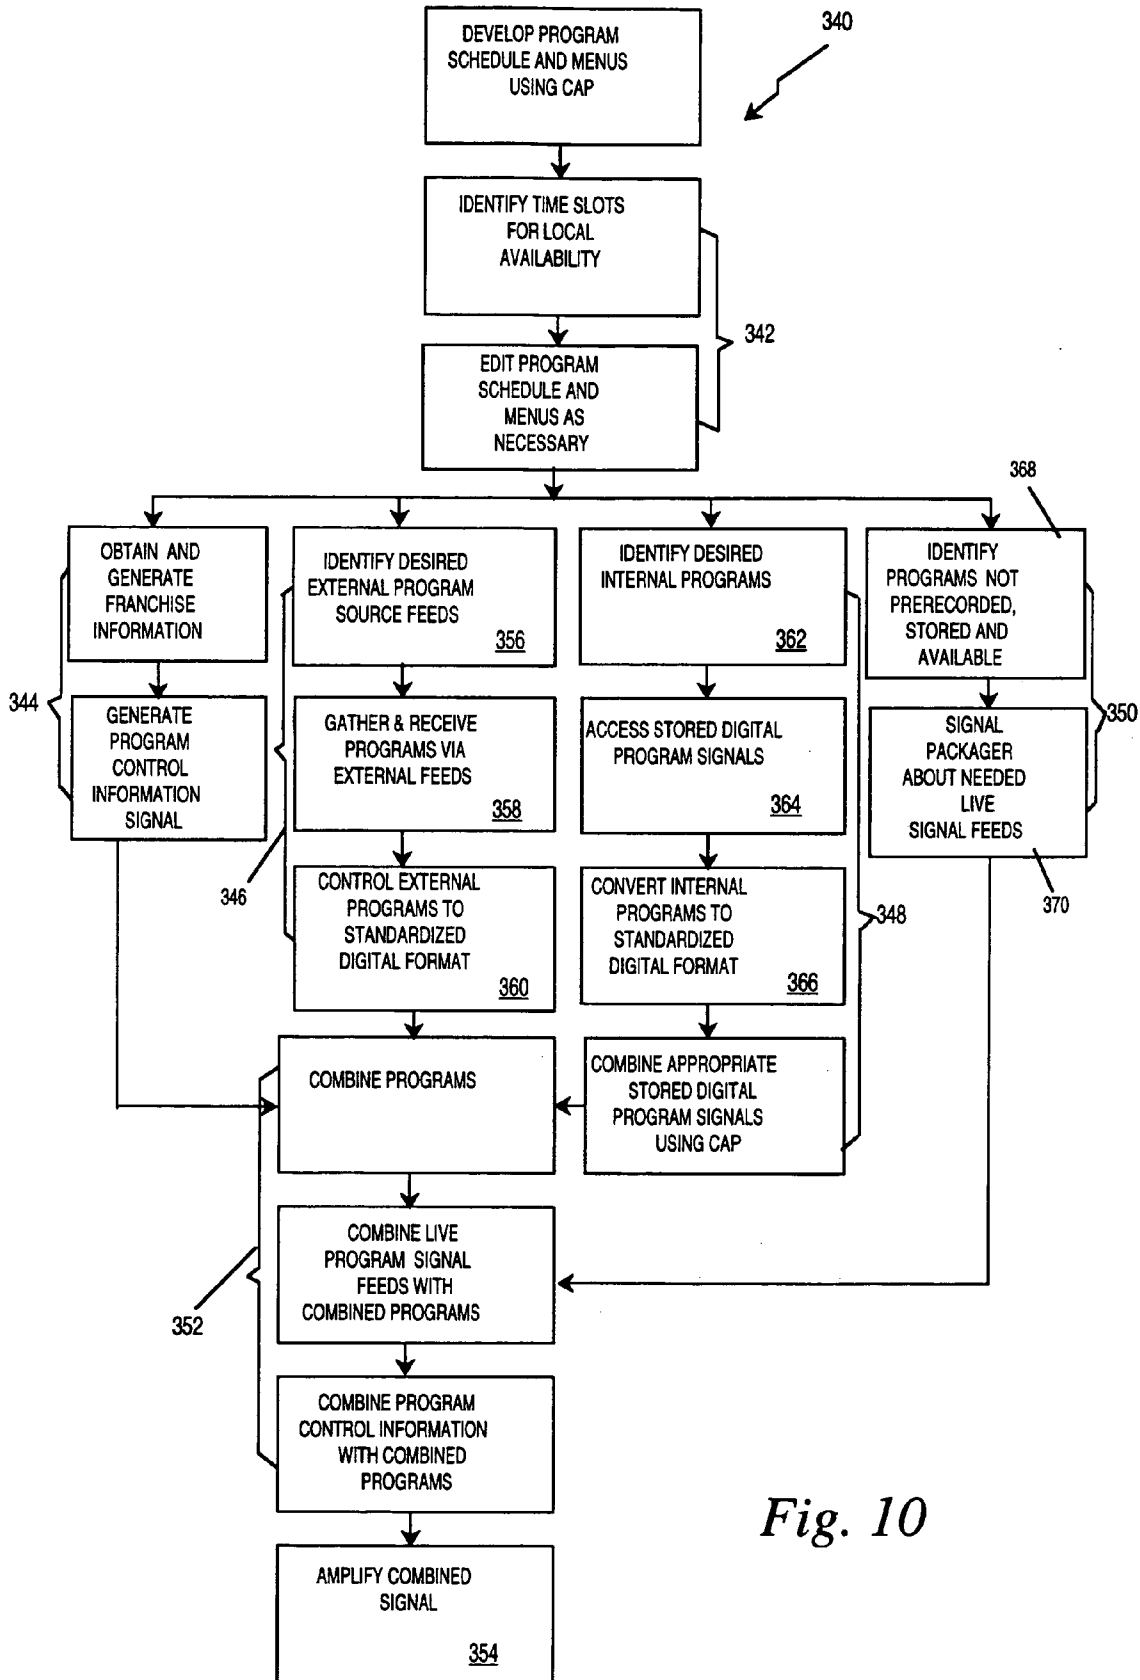 DEVELOP PROGRAM
SCHEDULE AND MENUS
USING CAP
340
IDENTIFY TIME SLOTS
FOR LOCAL
AVAILABILITY
342
EDIT PROGRAM
SCHEDULE AND
MENUS AS
NECESSARY
368
OBTAIN AND
GENERATE
FRANCHISE
INFORMATION
IDENTIFY DESIRED
EXTERNAL PROGRAM
SOURCE FEEDS
356
IDENTIFY DESIRED
INTERNAL PROGRAMS
362
IDENTIFY
PROGRAMS NOT
PRERECORDED,
STORED AND
AVAILABLE
344
350
GENERATE
PROGRAM
CONTROL
INFORMATION
SIGNAL
GATHER & RECEIVE
PROGRAMS VIA
EXTERNAL FEEDS
358
ACCESS STORED DIGITAL
PROGRAM SIGNALS
364
SIGNAL
PACKAGER
ABOUT NEEDED
LIVE
SIGNAL FEEDS
346
CONTROL EXTERNAL
PROGRAMS TO
STANDARDIZED
DIGITAL FORMAT
360
CONVERT INTERNAL
PROGRAMS TO
STANDARDIZED
DIGITAL FORMAT
366
348
370
COMBINE PROGRAMS
COMBINE APPROPRIATE
STORED DIGITAL
PROGRAM SIGNALS
USING CAP
COMBINE LIVE
PROGRAM SIGNAL
FEEDS WITH
COMBINED PROGRAMS
352
COMBINE PROGRAM
CONTROL INFORMATION
WITH COMBINED
PROGRAMS
Fig. 10
AMPLIFY COMBINED
SIGNAL
354